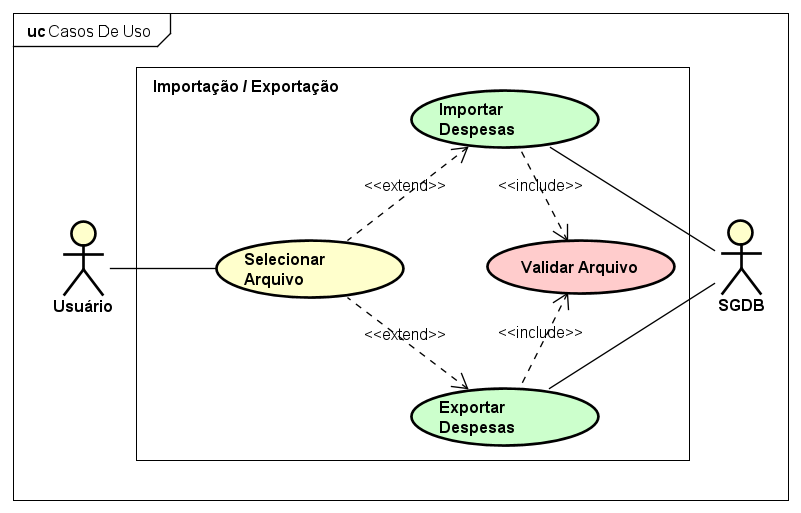 uc Casos De Uso
Importação / Exportação
Importar
Despesas
<<extend>>
<<include>>
Selecionar
Arquivo
Validar Arquivo
Usuário
SGDB
<<extend>>
<<include>>
Exportar
Despesas